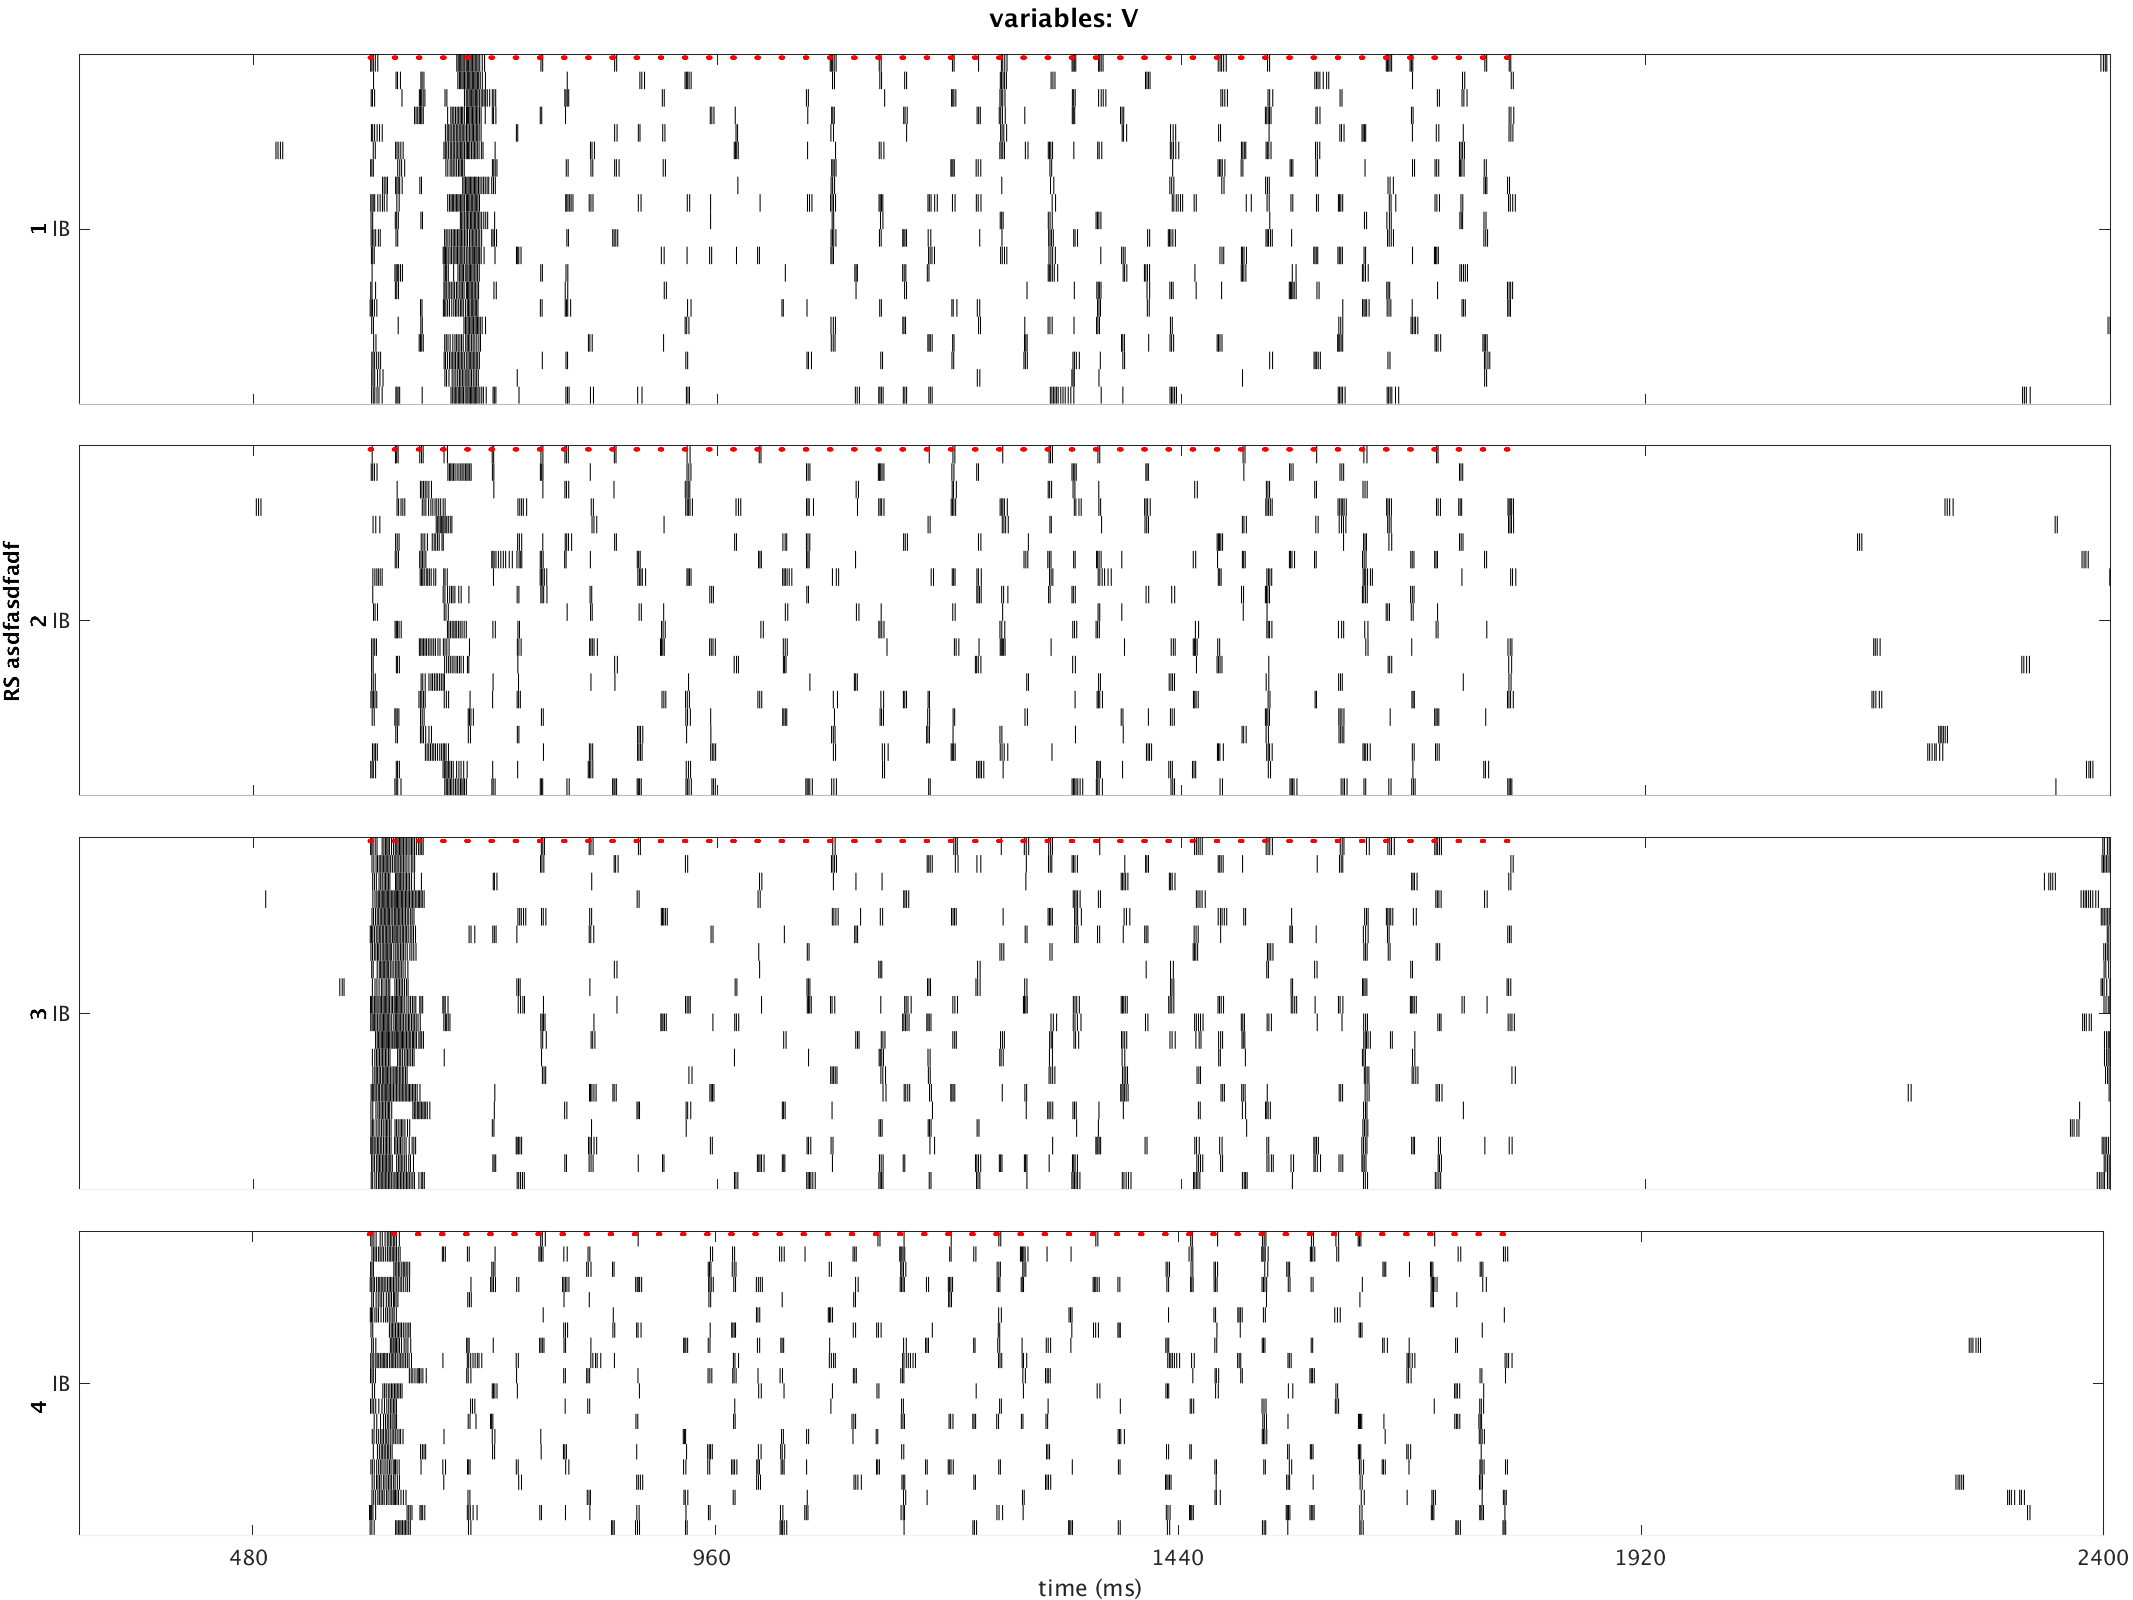 variables: V
RS asdfasdfadf
1 IB
2 IB
3 IB
4 IB
480 960 1440 1920 2400
time (ms)